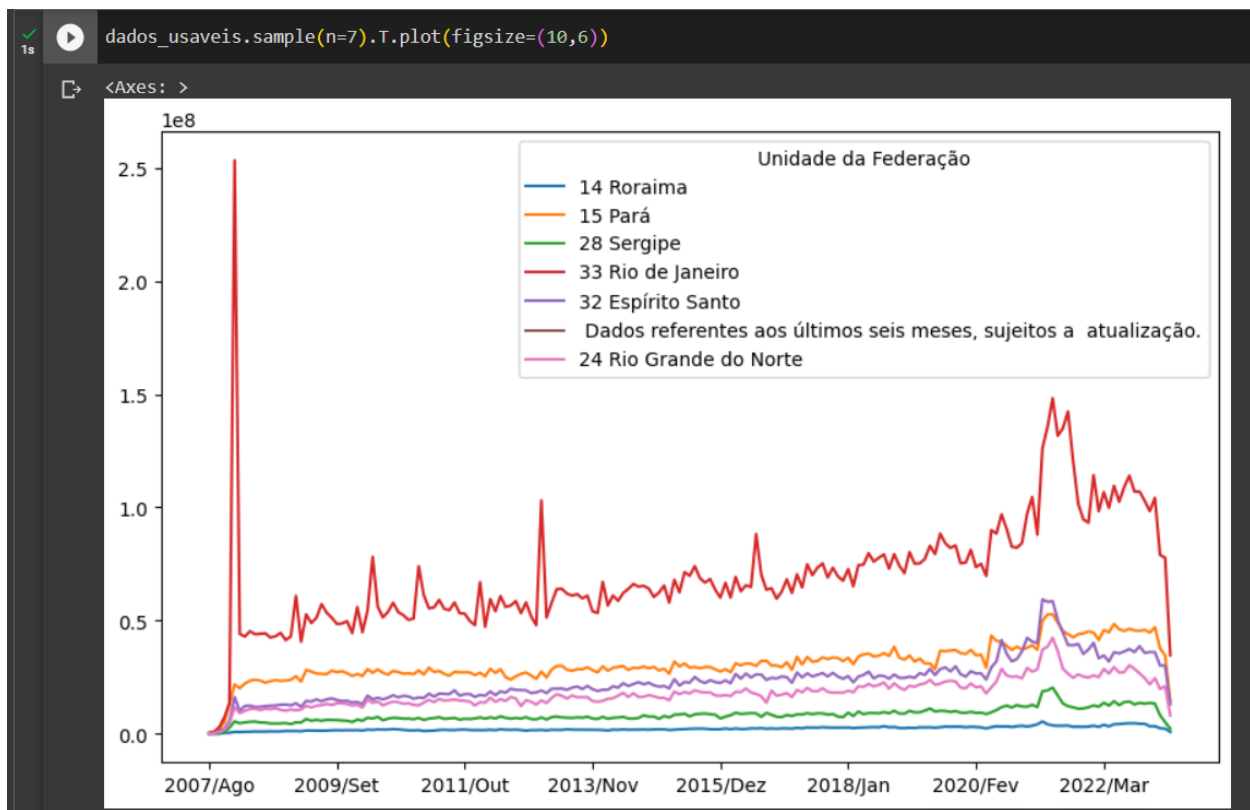 dados_usaveis.sample(n=7).T.plot(figsize=(10,6))
1s
<Axes: >
1e8
Unidade da Federação
14 Roraima
15 Pará
28 Sergipe
33 Rio de Janeiro
32 Espírito Santo
Dados referentes aos últimos seis meses, sujeitos a  atualização.
24 Rio Grande do Norte
2.5
2.0
1.5
1.0
0.5
0.0
2007/Ago 2009/Set 2011/Out 2013/Nov 2015/Dez 2018/Jan 2020/Fev 2022/Mar